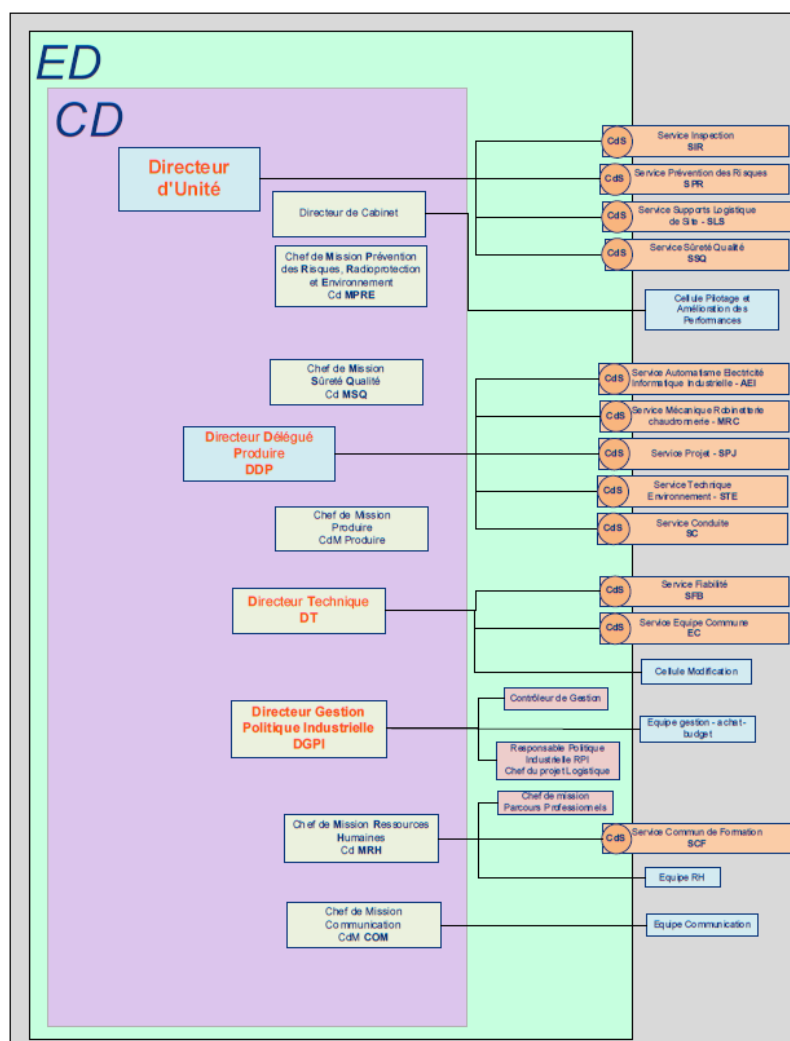 ED
CD
Directeur
d'Unité
Directeur de Cabinet
Chef de Mission Prévention
des Risques, Radioprotection
et Environnement
Cd MPRE
CdS
Service Inspection
SIR
CdS
Service Prévention des Risques
SPR
CdS
Service Supports Logistique
de Site - SLS
CdS
Service Sûreté Qualité
SSQ
Cellule Pilotage et
Amélioration des
Performances
Chef de Mission
Sûreté Qualité
Cd MSQ
Directeur Délégué
Produire
DDP
Chef de Mission
Produire
CdM Produire
CdS
Service Automatisme Electricité
Informatique Industrielle - AEI
CdS
Service Mécanique Robinetterie
chaudronnerie - MRC
CdS
Service Projet - SPJ
CdS
Service Technique
Environnement - STE
CdS
Service Conduite
SC
Directeur Technique
DT
CdS
Service Fiabilité
SFB
CdS
Service Equipe Commune
EC
Cellule Modification
Directeur Gestion
Politique Industrielle
DGPI
Contrôleur de Gestion
Equipe gestion - achat-
budget
Responsable Politique
Industrielle RPI
Chef du projet Logistique
Chef de mission
Parcours Professionnels
Chef de Mission Ressources
Humaines
Cd MRH
CdS
Service Commun de Formation
SCF
Equipe RH
Chef de Mission
Communication
CdM COM
Equipe Communication